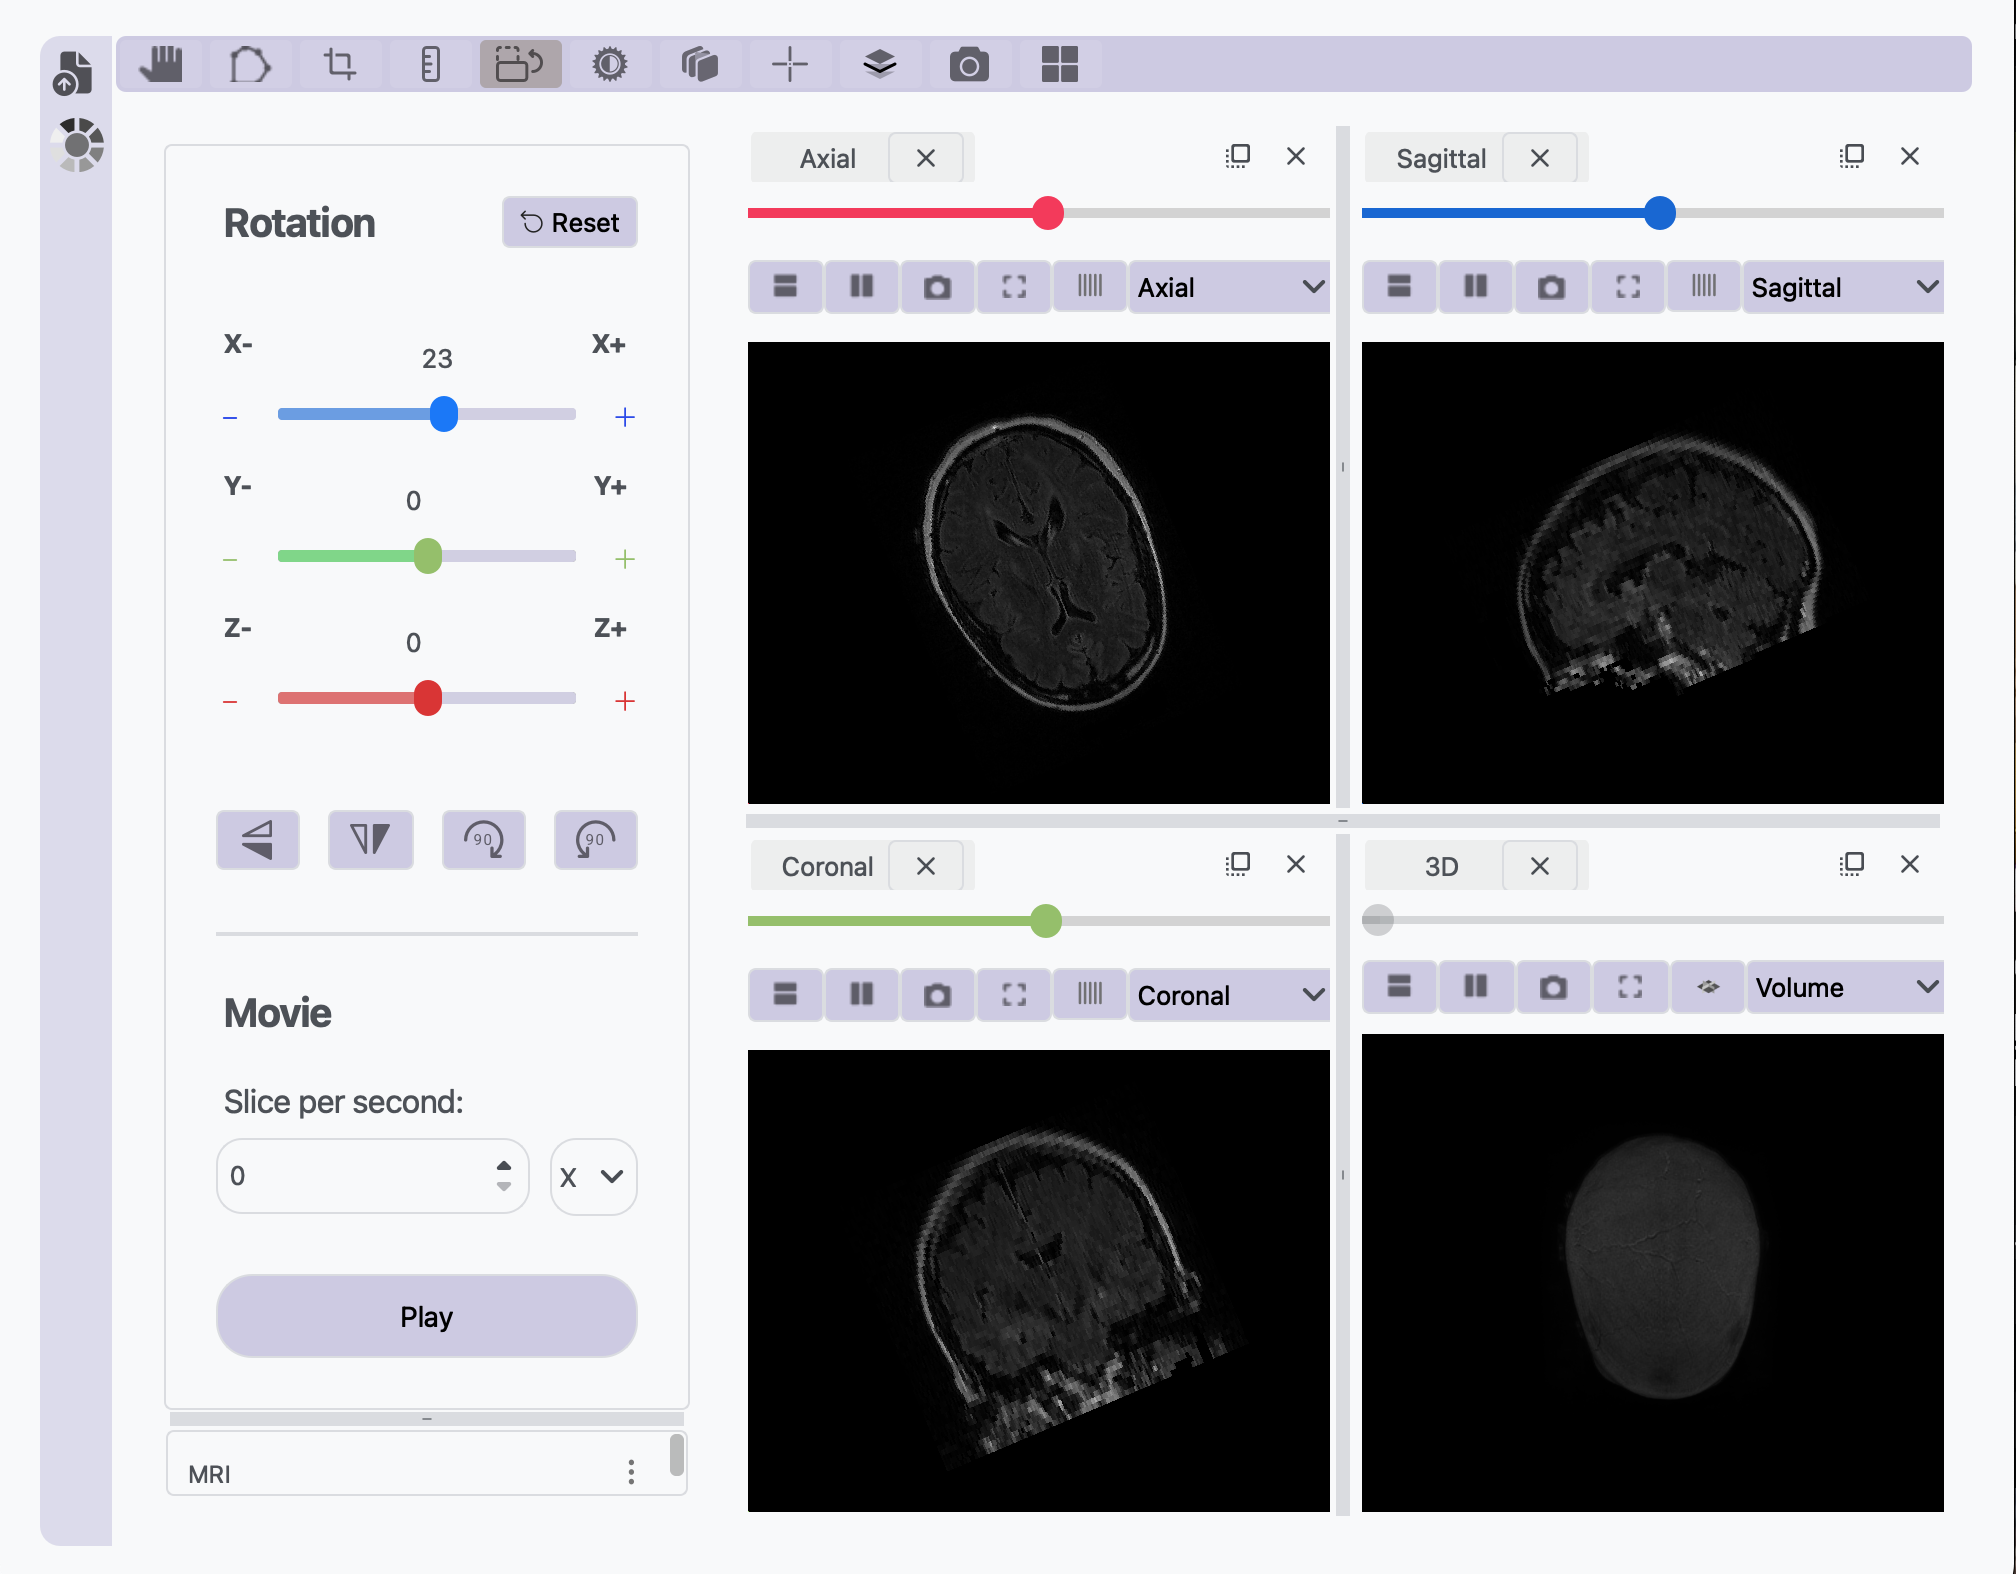 Rotation
Reset
X-
23
X+
Y-
0
Y+
Z-
0
Z+
90
90
Movie
Slice per second:
0
X
Play
MRI
Axial
Axial
Sagittal
Sagittal
Coronal
Coronal
3D
Volume